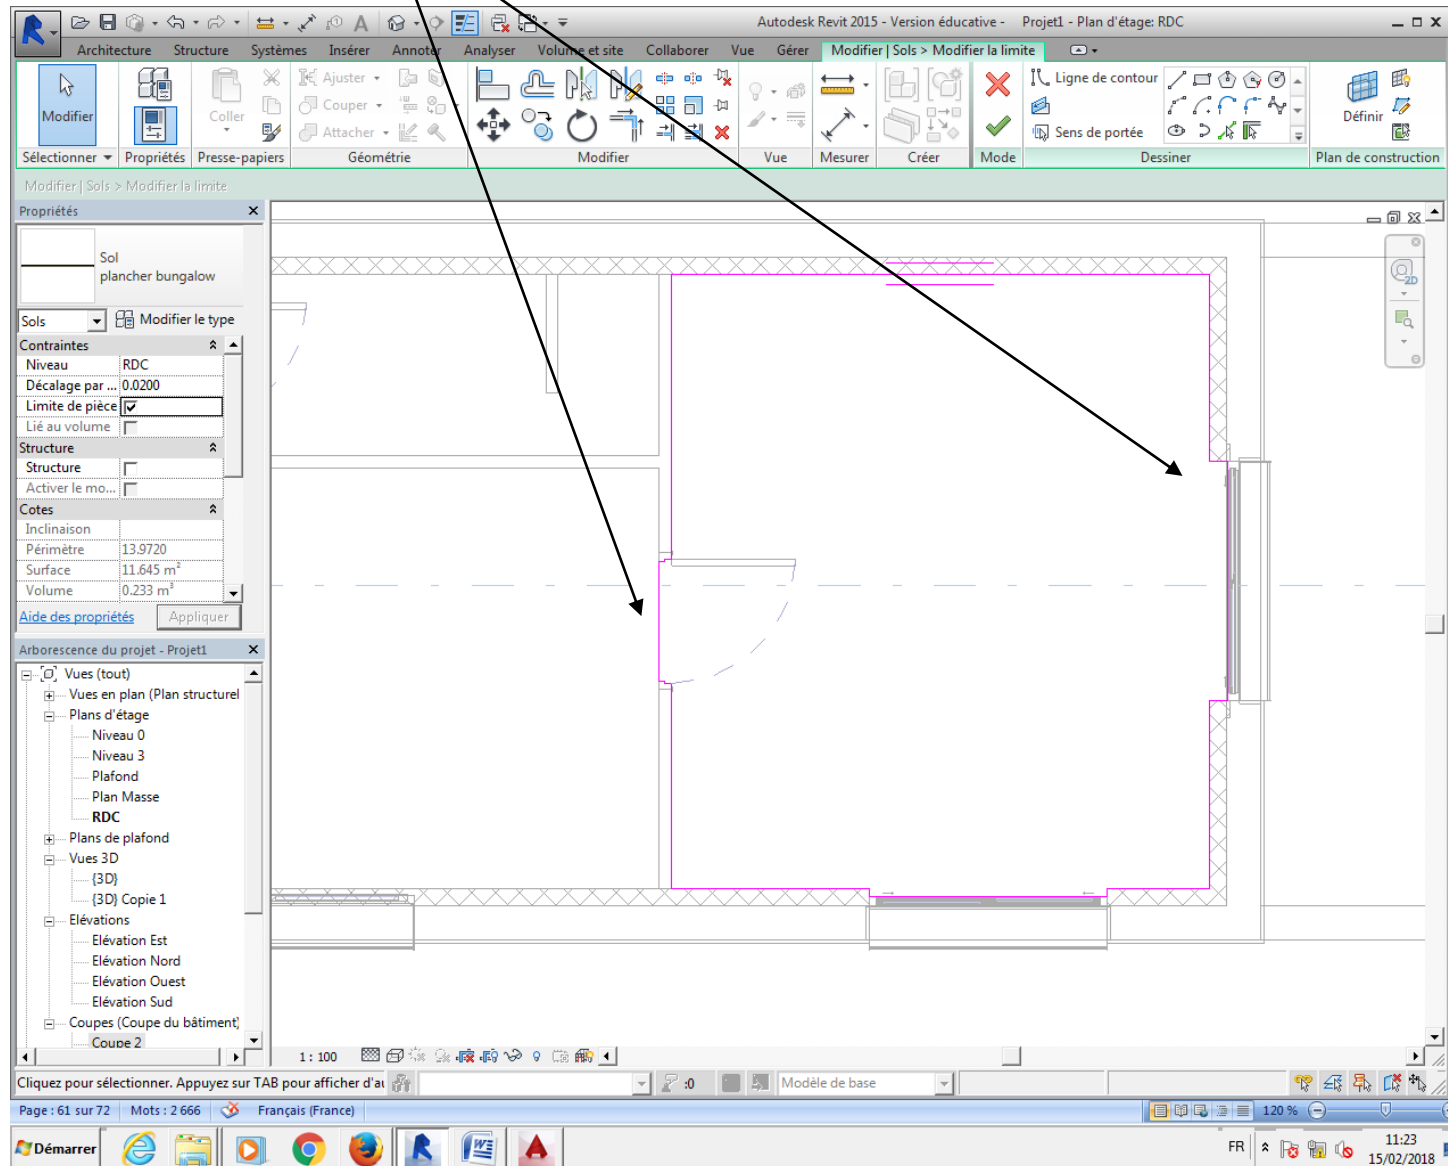 Autodesk Revit 2015 - Version éducative - Projet1 - Plan d'étage: RDC
Architecture Structure Systèmes Insérer Annoter Analyser Volume et site Collaborer Vue Gérer Modifier | Sols > Modifier la limite
Modifier
Coller
Ajuster
Couper
Attacher
Ligne de contour
Sens de portée
Définir
Sélectionner Propriétés Presse-papiers Géométrie Modifier Vue Mesurer Créer Mode Dessiner Plan de construction
Modifier | Sols > Modifier la limite
Propriétés
Sol
plancher bungalow
Sols Modifier le type
Contraintes
Niveau RDC
Décalage par ... 0.0200
Limite de pièce
Lié au volume
Structure
Structure
Activer le mo...
Cotes
Inclinaison
Périmètre 13.9720
Surface 11.645 m²
Volume 0.233 m³
Aide des propriétés Appliquer
Arborescence du projet - Projet1
Vues (tout)
Vues en plan (Plan structurel
Plans d'étage
Niveau 0
Niveau 3
Plafond
Plan Masse
RDC
Plans de plafond
Vues 3D
{3D}
{3D} Copie 1
Elévations
Elévation Est
Elévation Nord
Elévation Ouest
Elévation Sud
Coupes (Coupe du bâtiment)
Coupe 2
2D
1 : 100
Cliquez pour sélectionner. Appuyez sur TAB pour afficher d'au :0 Modèle de base
Page : 61 sur 72 Mots : 2 666 Français (France) 120 %
Démarrer FR 11:23
15/02/2018